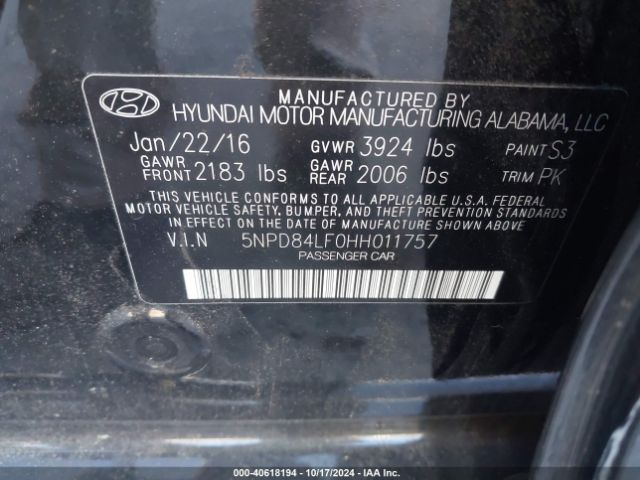 MANUFACTURED BY
HYUNDAI MOTOR MANUFACTURING ALABAMA, LLC
Jan/22/16 GVWR 3924 lbs PAINT S3
GAWR FRONT 2183 lbs GAWR REAR 2006 lbs TRIM PK
THIS VEHICLE CONFORMS TO ALL APPLICABLE U.S.A. FEDERAL
MOTOR VEHICLE SAFETY, BUMPER, AND THEFT PREVENTION STANDARDS
IN EFFECT ON THE DATE OF MANUFACTURE SHOWN ABOVE.
V.I.N 5NPD84LF0HH011757
PASSENGER CAR
000-40618194 - 10/17/2024 - IAA Inc.